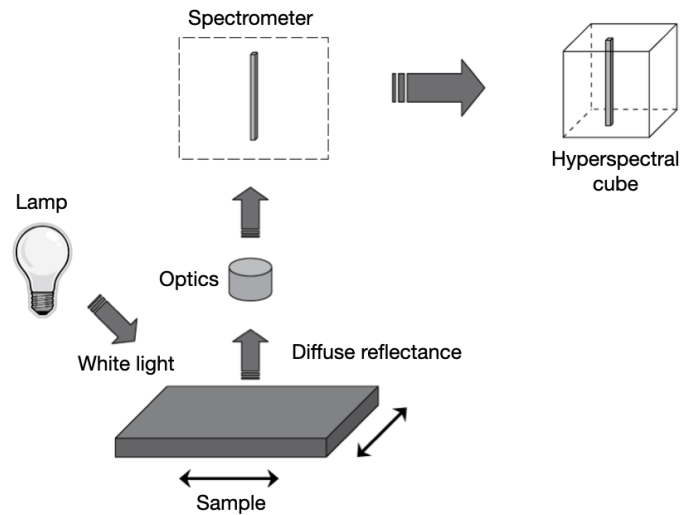 Spectrometer
Hyperspectral
cube
Lamp
Optics
White light
Diffuse reflectance
Sample